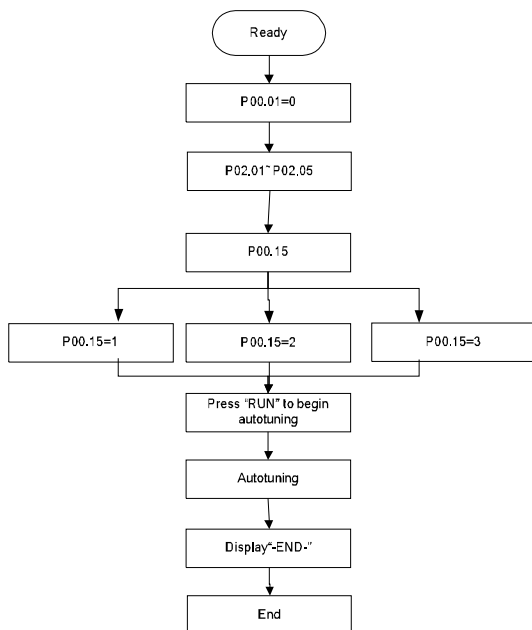 Ready
P00.01=0
P02.01~P02.05
P00.15
P00.15=1
P00.15=2
P00.15=3
Press “RUN” to begin
autotuning
Autotuning
Display“-END-”
End